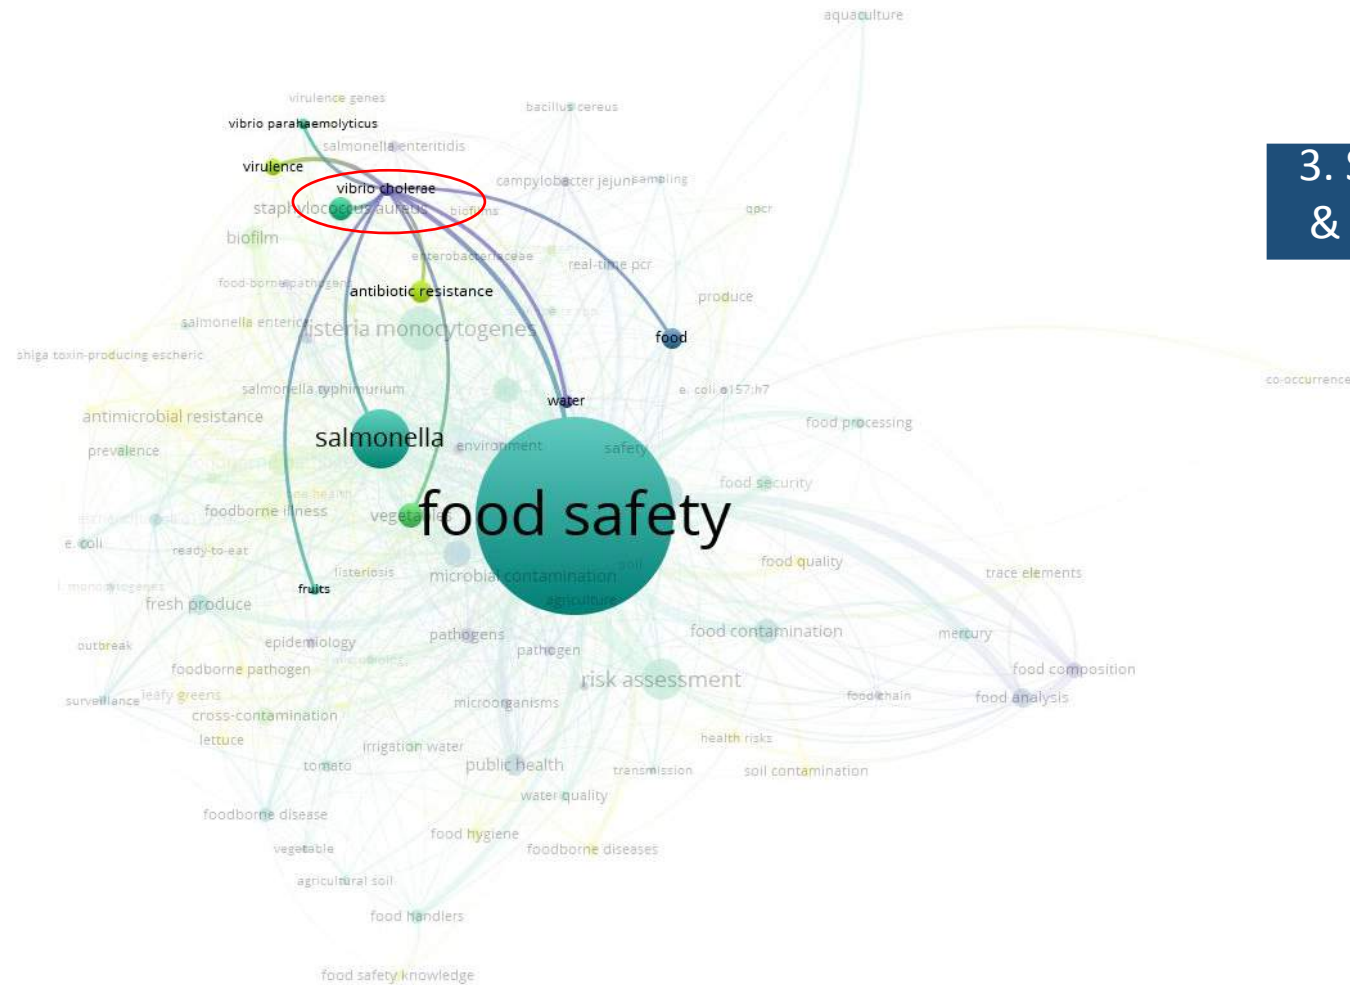 aquaculture
virulence genes
bacillus cereus
vibrio parahaemolyticus
salmonella enteritidis
virulence
vibrio cholerae
campylobacter jejuni
sampling
staphylococcus aureus
biofilms
qpcr
biofilm
enterobacteriaceae
real-time pcr
food-borne pathogens
antibiotic resistance
produce
salmonella enterica
listeria monocytogenes
food
shiga toxin-producing escheric
co-occurrence
salmonella typhimurium
e. coli o157:h7
water
antimicrobial resistance
food processing
salmonella
environment
safety
prevalence
food security
one health
foodborne illness
vegetables
food safety
e. coli
ready-to-eat
food quality
soil
listeriosis
microbial contamination
trace elements
l. monocytogenes
fruits
agriculture
fresh produce
food contamination
mercury
outbreak
epidemiology
pathogens
pathogen
microbiology
foodborne pathogen
risk assessment
food composition
surveillance
leafy greens
microorganisms
food chain
food analysis
cross-contamination
lettuce
irrigation water
health risks
tomato
public health
transmission
soil contamination
water quality
foodborne disease
food hygiene
vegetable
foodborne diseases
agricultural soil
food handlers
food safety knowledge
3. S
&